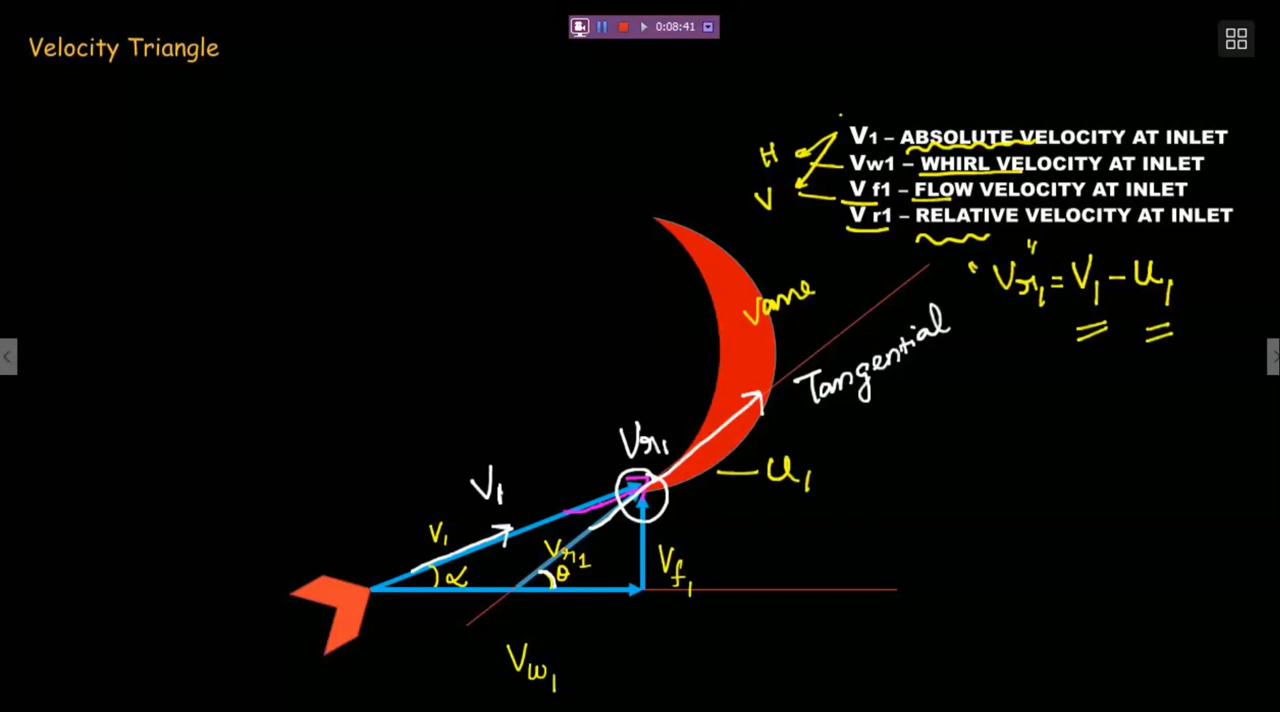 0:08:41
Velocity Triangle
V1 – ABSOLUTE VELOCITY AT INLET
H
Vw1 – WHIRL VELOCITY AT INLET
V
V f1 – FLOW VELOCITY AT INLET
V r1 – RELATIVE VELOCITY AT INLET
" Vr1 " = V1 – u1
Vane
Tangential
Vr1
u1
V1
V1
Vr1
α
θ
Vf1
Vw1